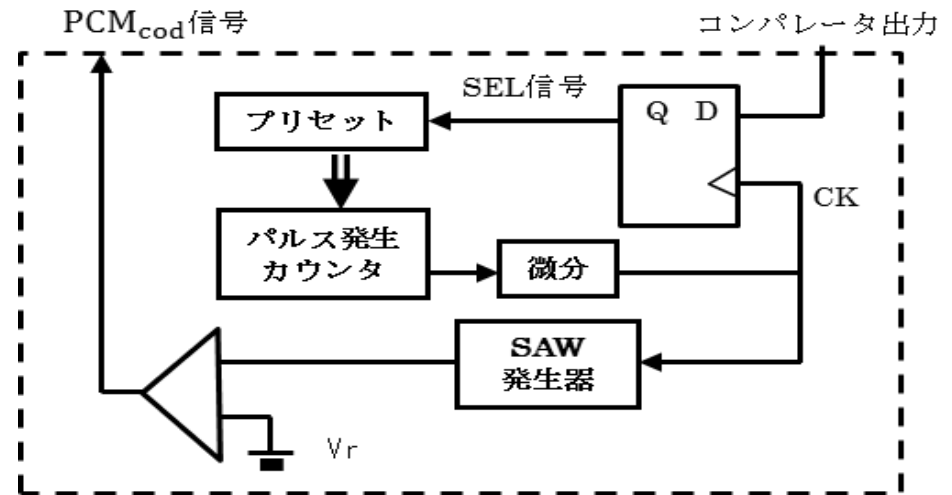 PCMcod信号
コンパレータ出力
SEL信号
プリセット
Q D
CK
パルス発生
カウンタ
微分
SAW
発生器
Vr